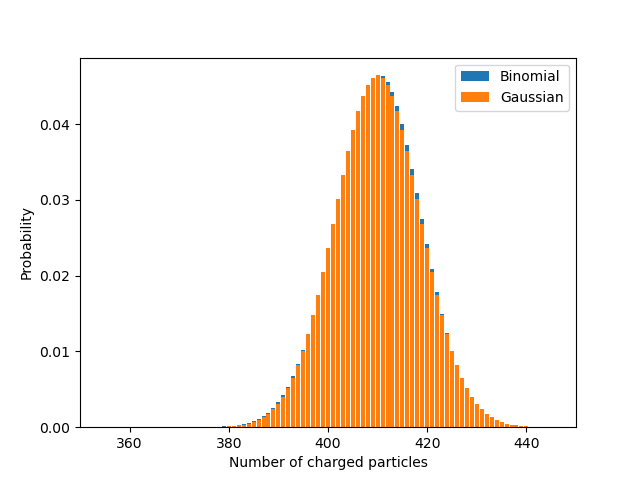 Binomial
Gaussian
Probability
0.04
0.03
0.02
0.01
0.00
360 380 400 420 440
Number of charged particles